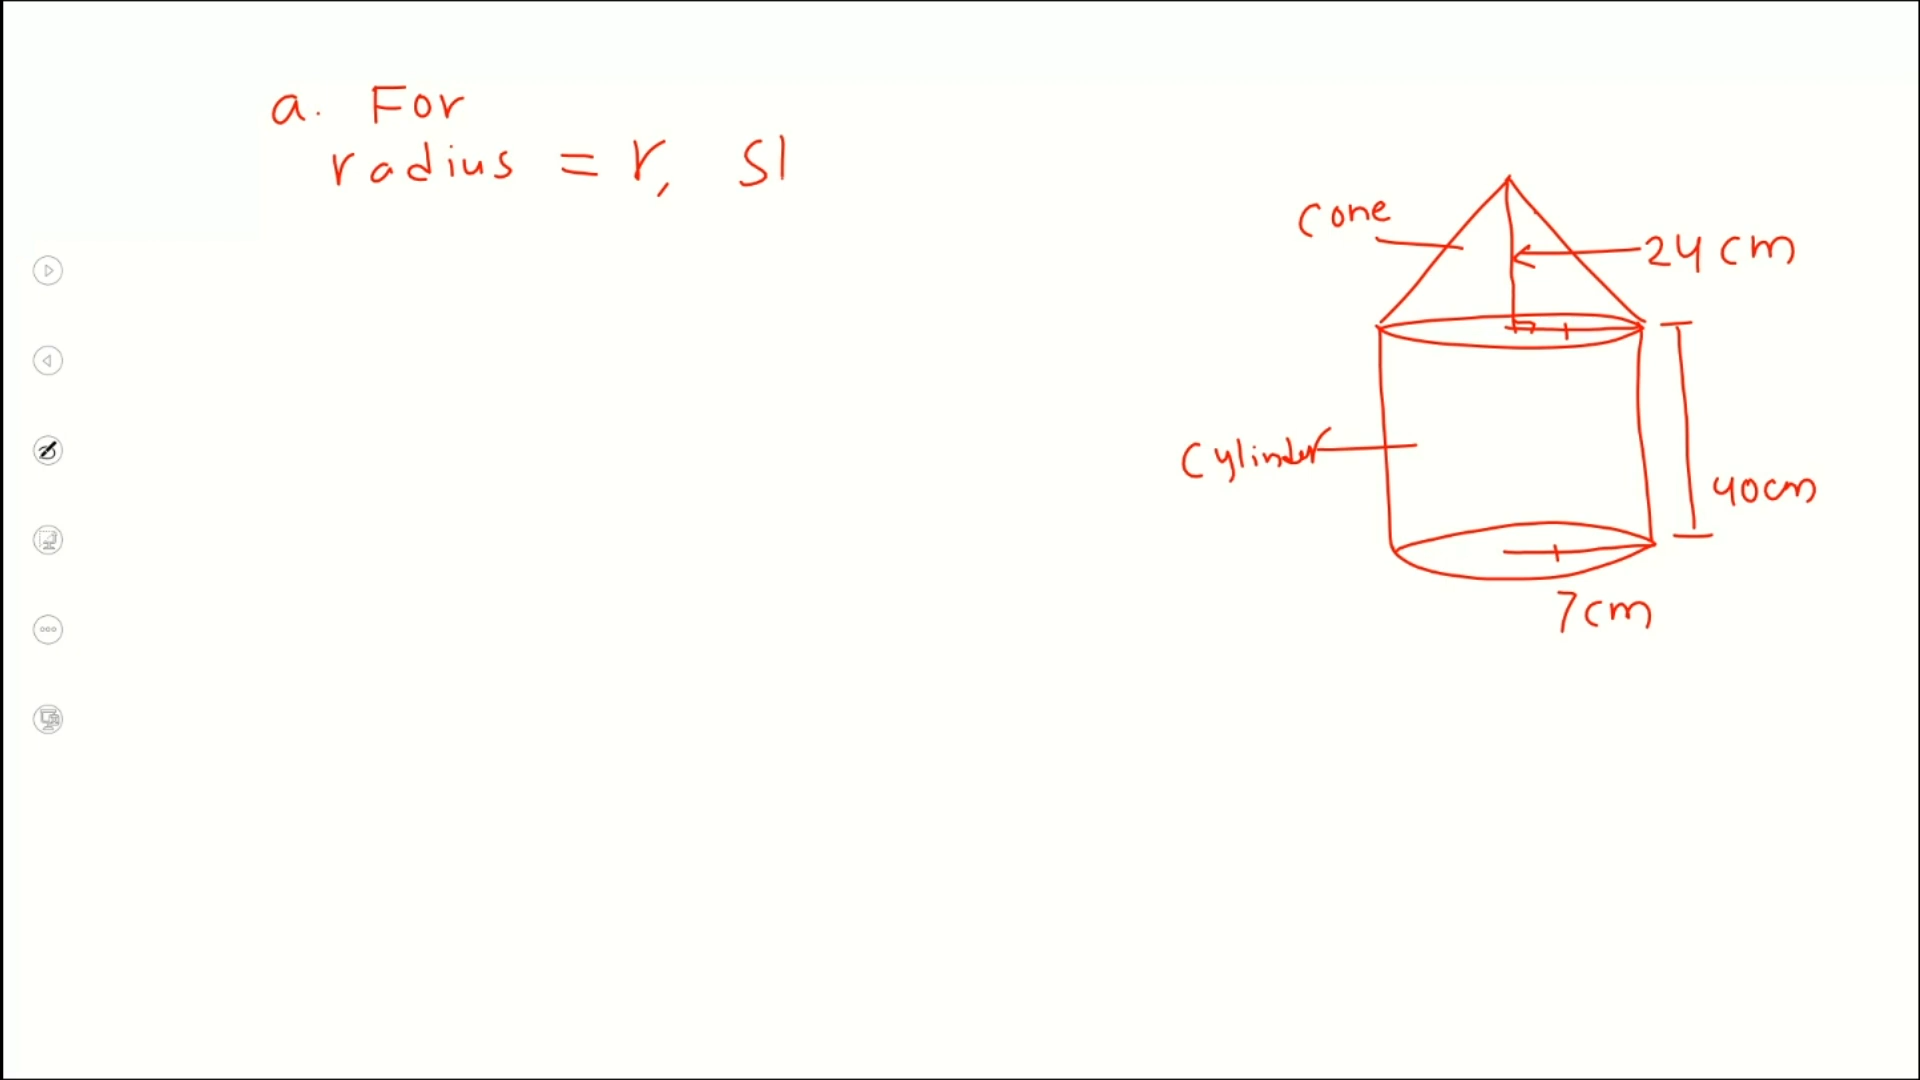 a. For
radius = r, sl
cone
24 cm
cylinder
40cm
7cm